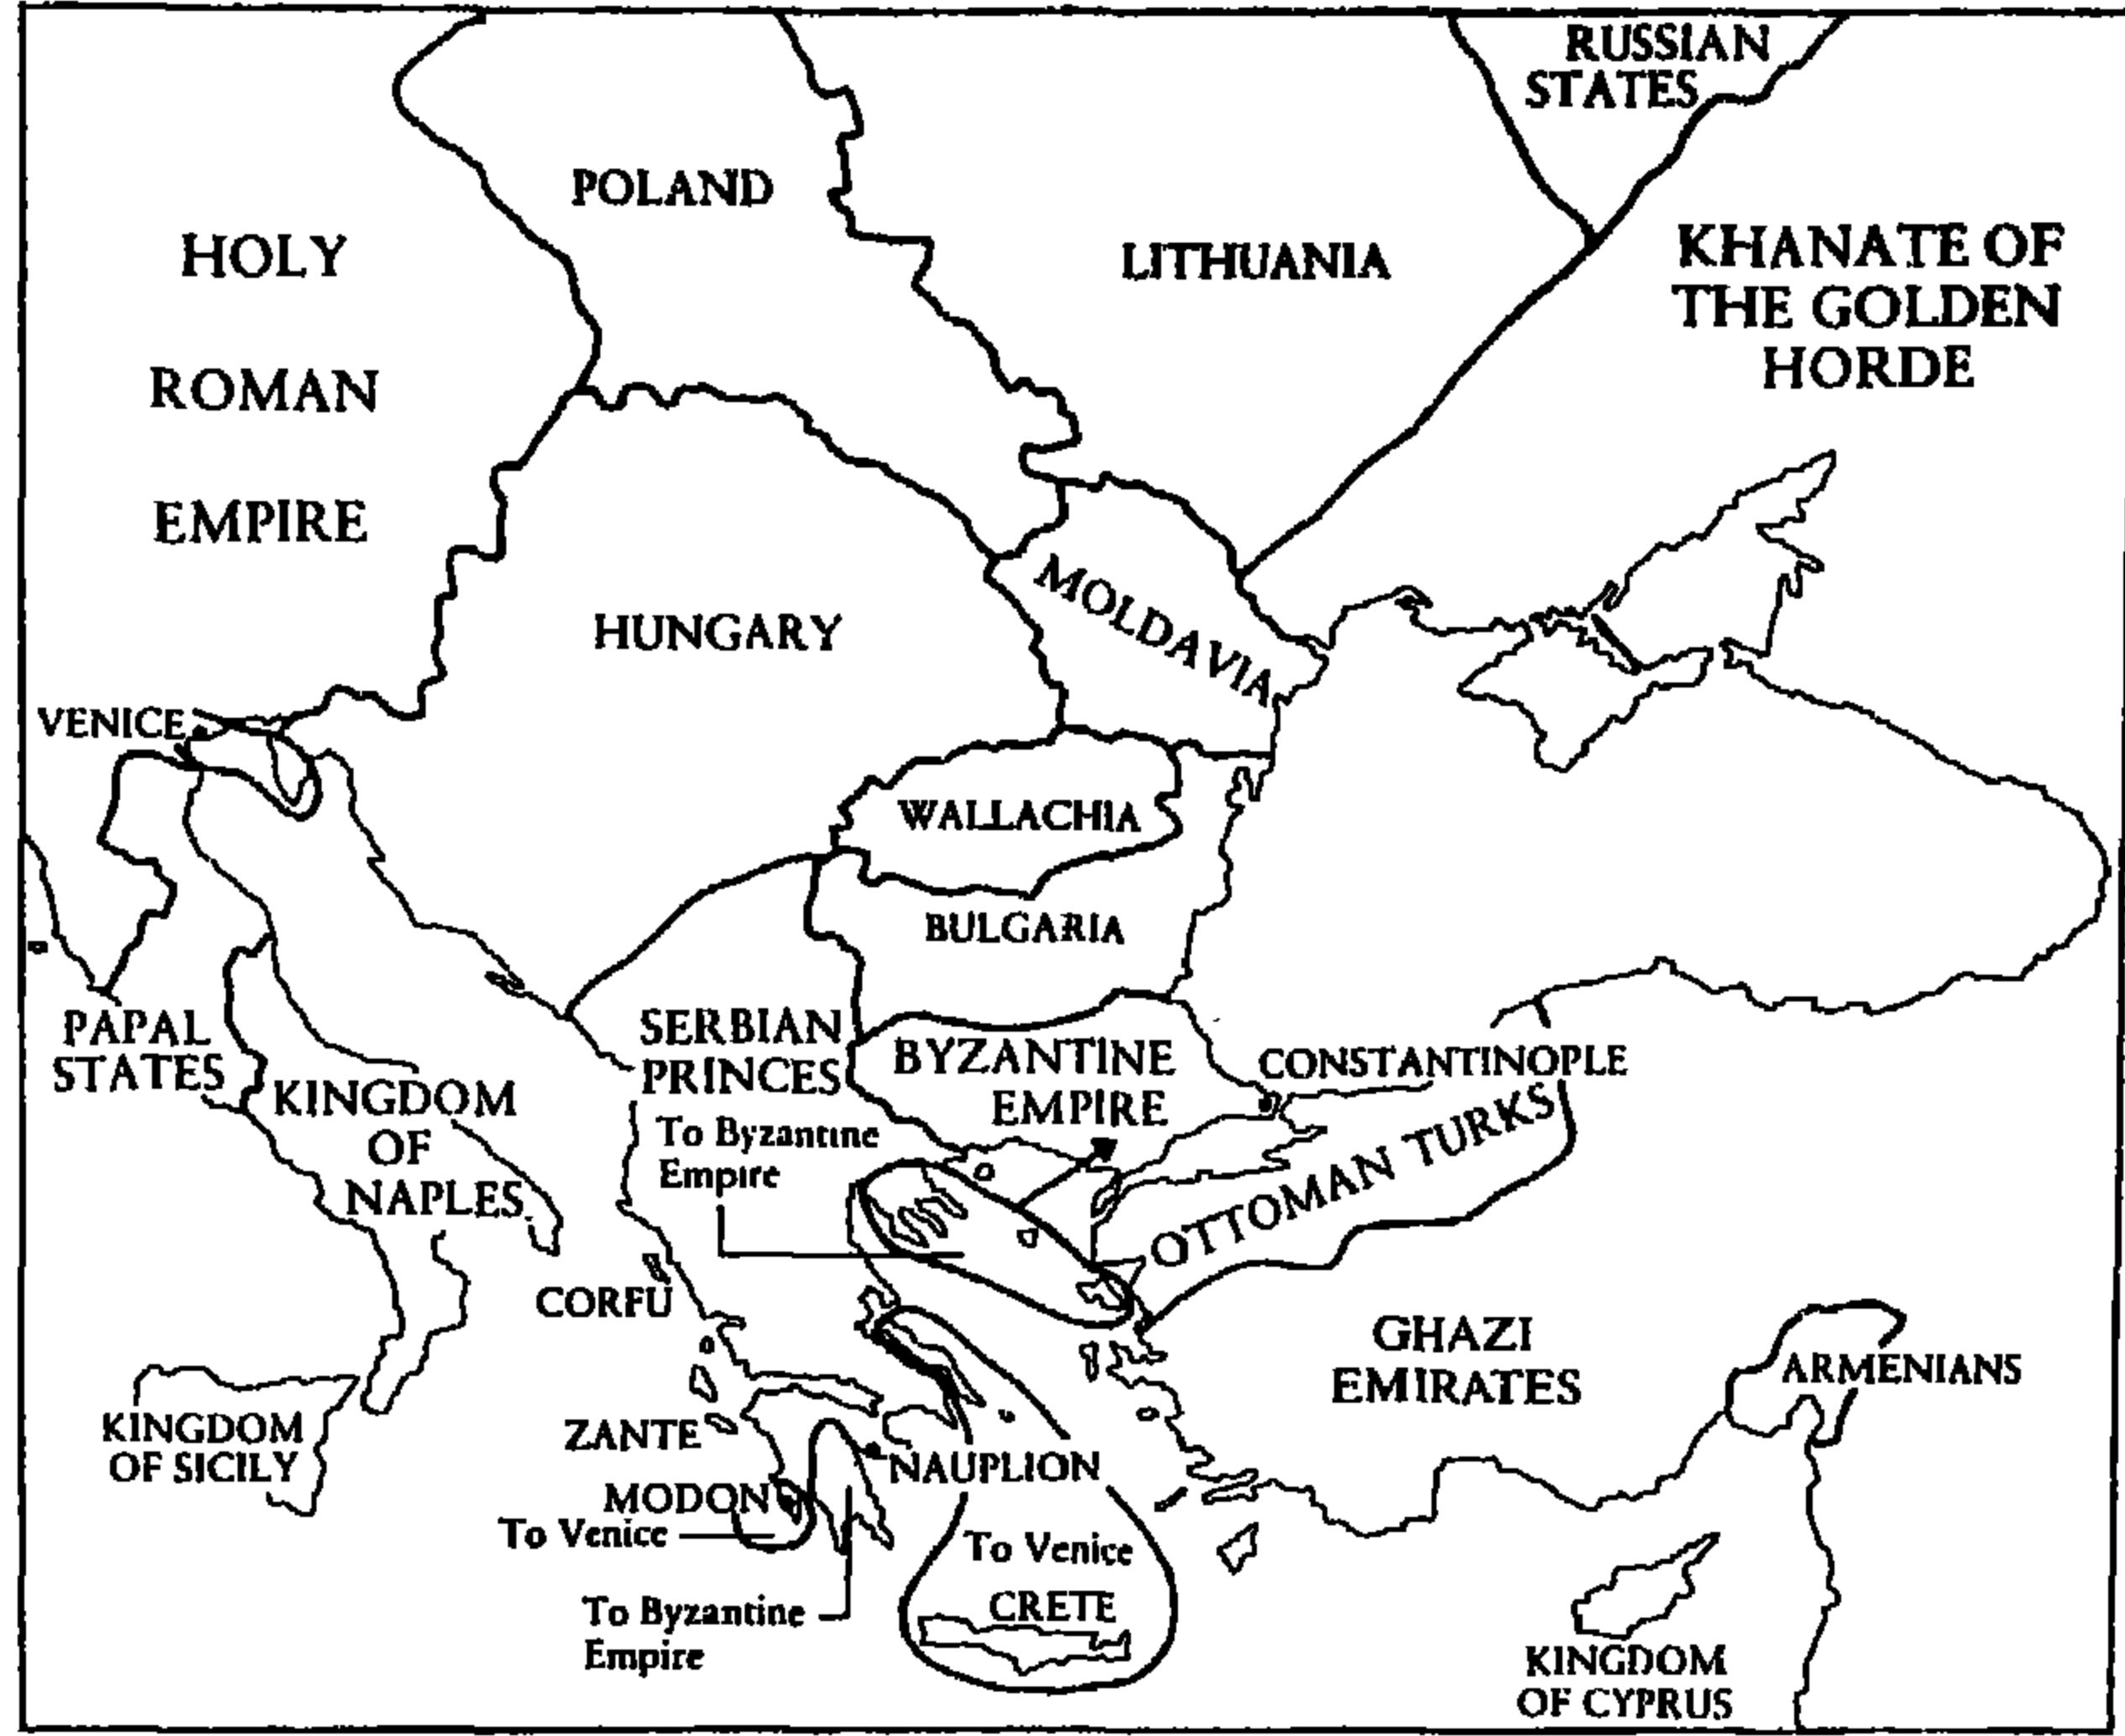 RUSSIAN
STATES
POLAND
HOLY
ROMAN
EMPIRE
LITHUANIA
KHANATE OF
THE GOLDEN
HORDE
MOLDAVIA
HUNGARY
VENICE
WALLACHIA
BULGARIA
PAPAL
STATES
SERBIAN
PRINCES
BYZANTINE
EMPIRE
CONSTANTINOPLE
KINGDOM
OF
NAPLES
To Byzantine
Empire
OTTOMAN TURKS
CORFU
GHAZI
EMIRATES
ARMENIANS
KINGDOM
OF SICILY
ZANTE
NAUPLION
MODON
To Venice
To Venice
CRETE
To Byzantine
Empire
KINGDOM
OF CYPRUS